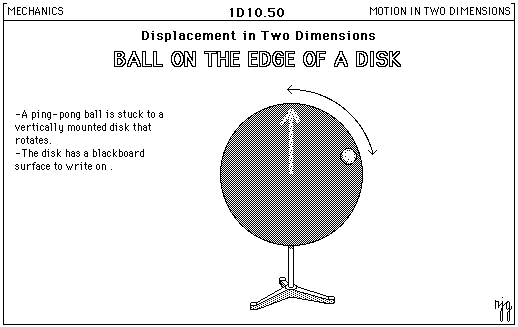 MECHANICS 1D10.50 MOTION IN TWO DIMENSIONS
Displacement in Two Dimensions
BALL ON THE EDGE OF A DISK
-A ping-pong ball is stuck to a
vertically mounted disk that
rotates.
-The disk has a blackboard
surface to write on .
njg